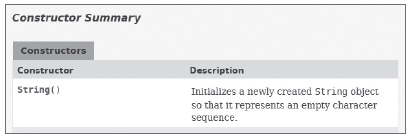 Constructor Summary
Constructors
Constructor Description
String() Initializes a newly created String object
so that it represents an empty character
sequence.